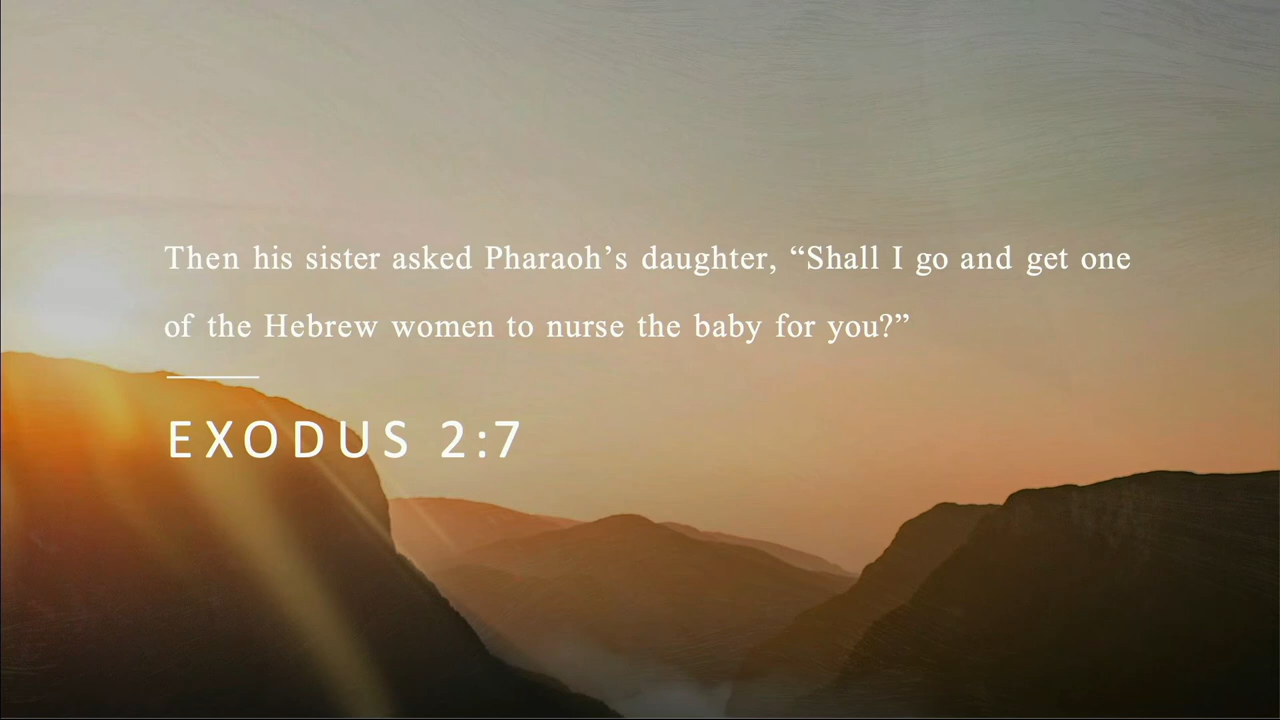 Then his sister asked Pharaoh’s daughter, “Shall I go and get one
of the Hebrew women to nurse the baby for you?”
EXODUS 2:7